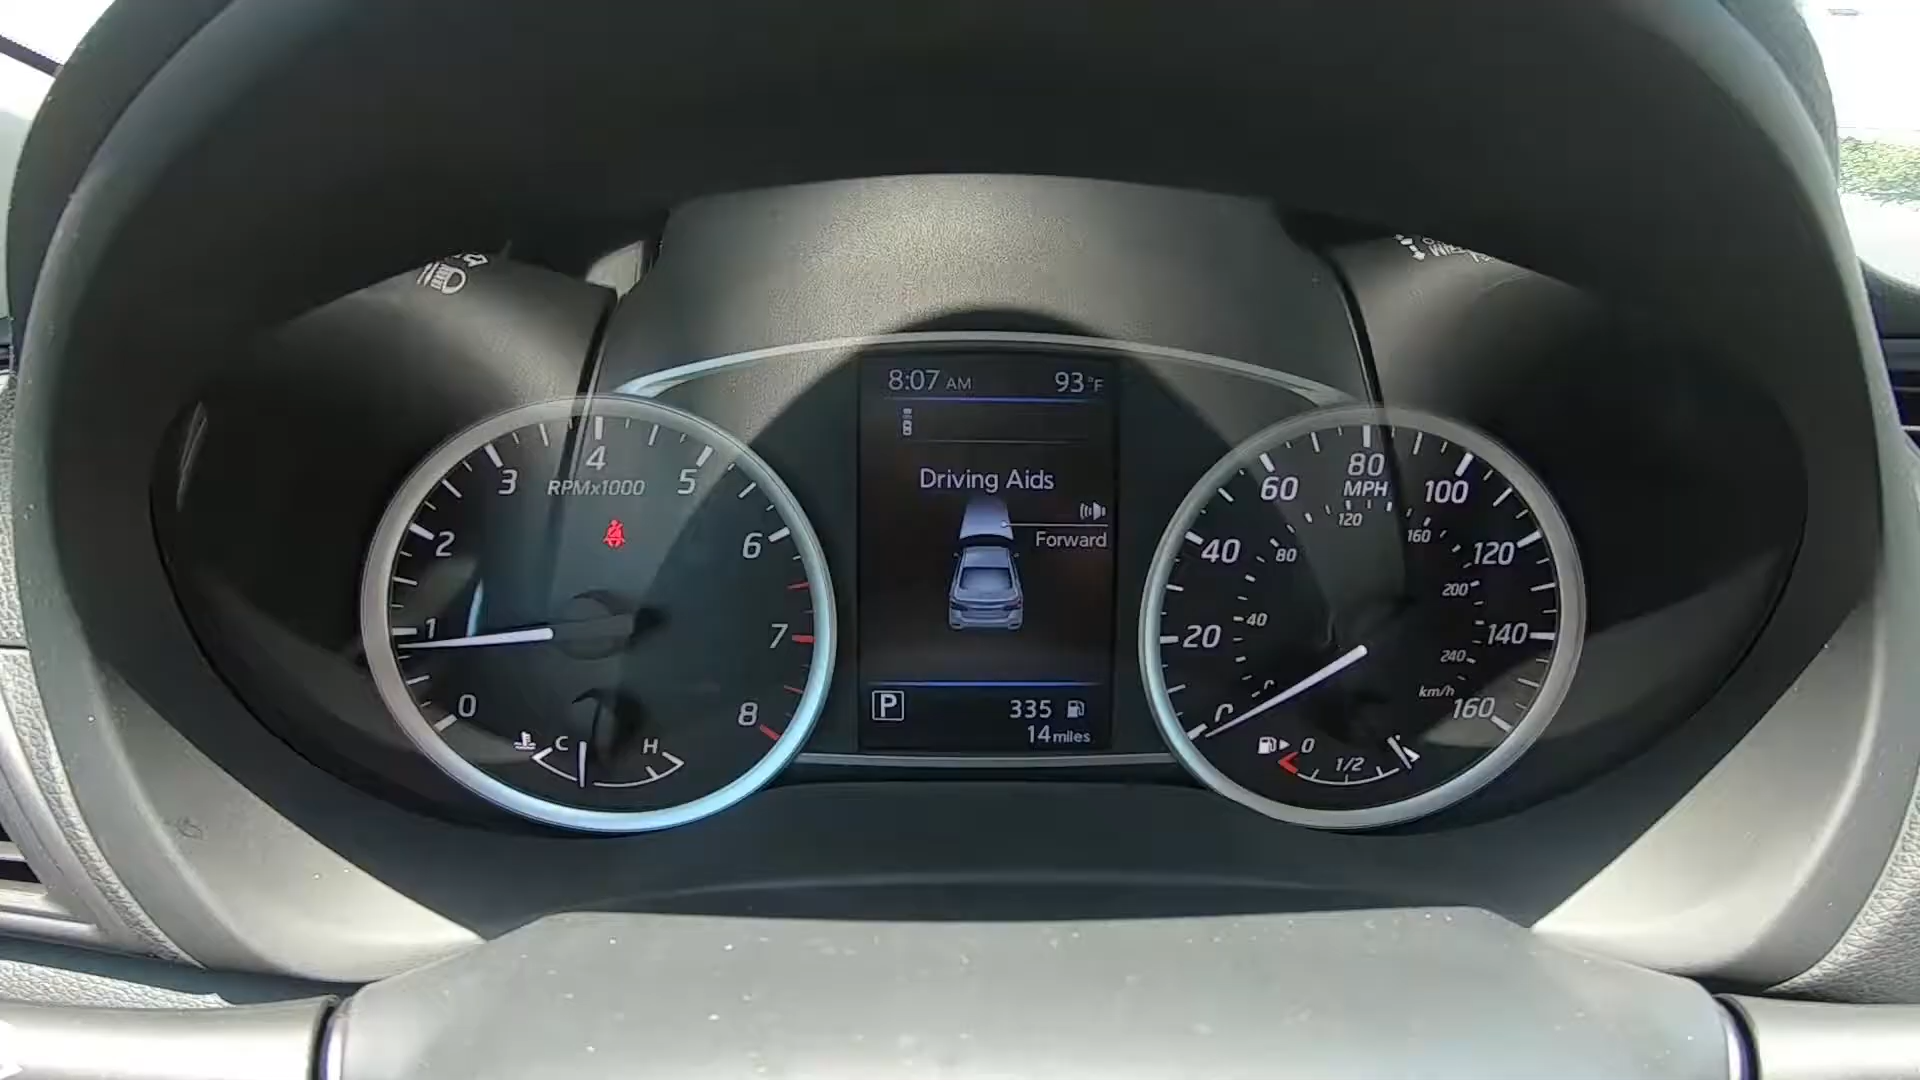 8:07 AM 93 °F
Driving Aids
Forward
P 335
14 miles
0 1 2 3 4 5 6 7 8
RPMx1000
C H
0 20 40 60 80 100 120 140 160
MPH
0 40 80 120 160 200 240
km/h
0 1/2